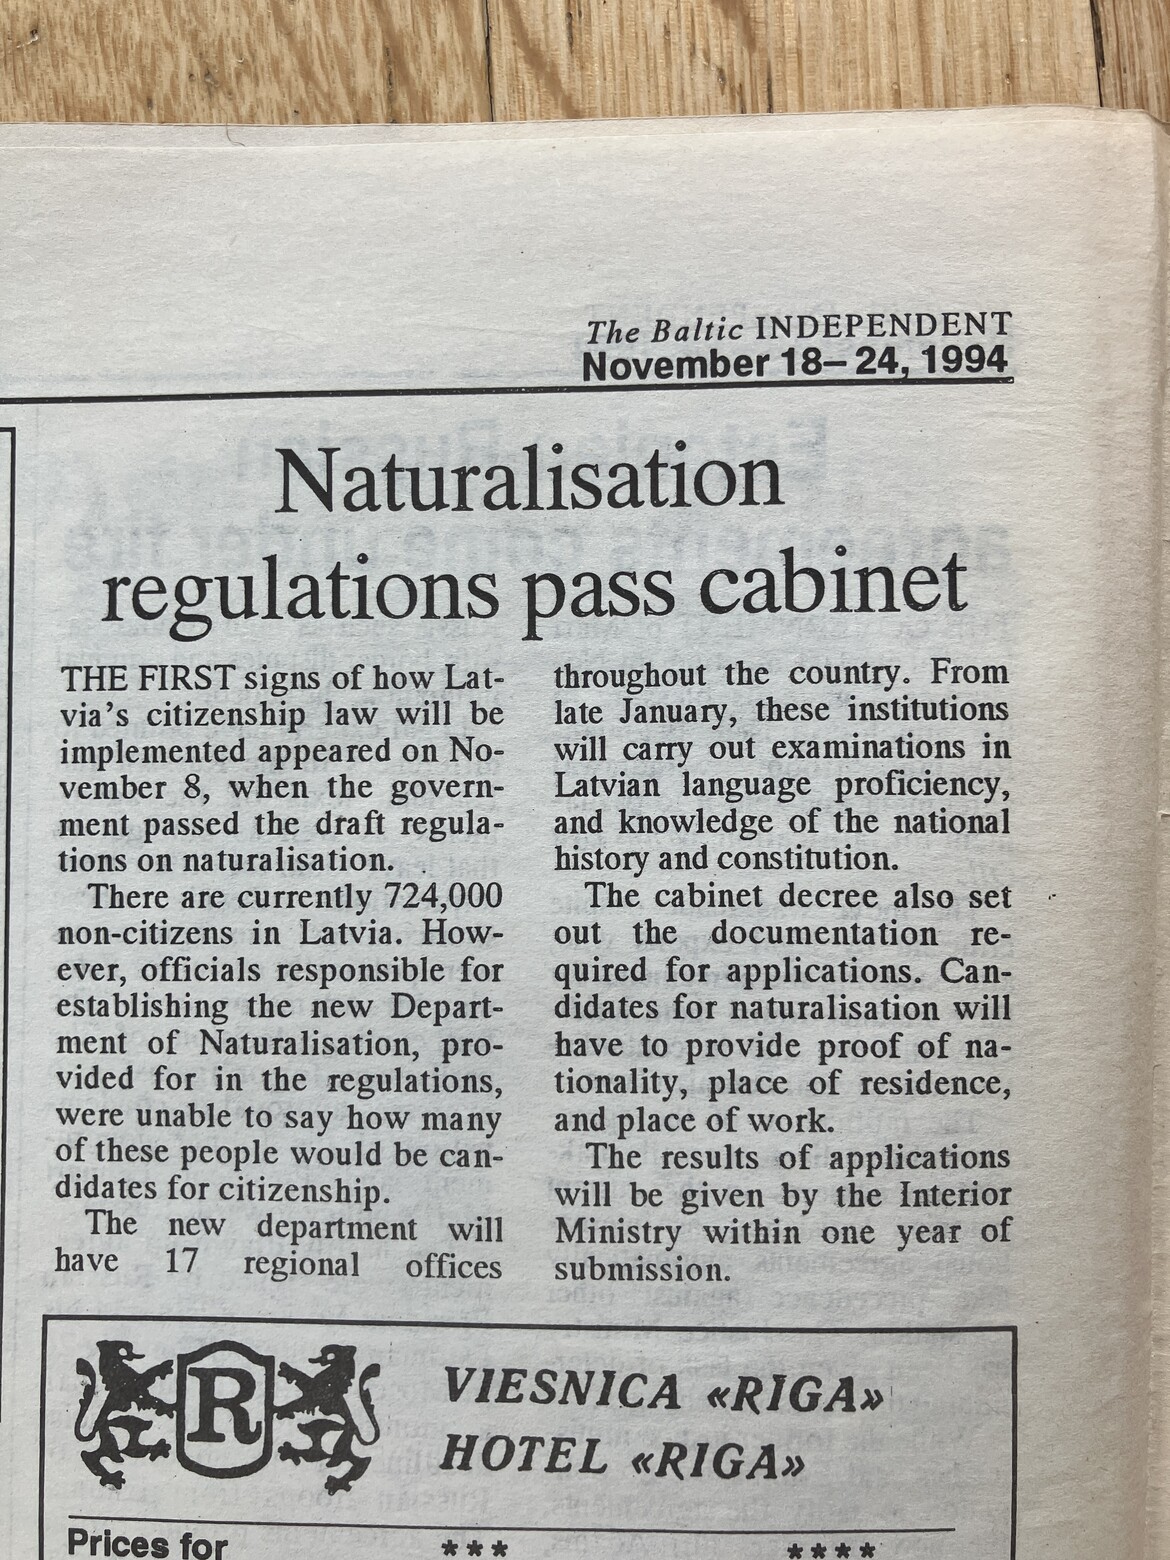 The Baltic INDEPENDENT
November 18–24, 1994
Naturalisation
regulations pass cabinet
THE FIRST signs of how Lat-
via's citizenship law will be
implemented appeared on No-
vember 8, when the govern-
ment passed the draft regula-
tions on naturalisation.
There are currently 724,000
non-citizens in Latvia. How-
ever, officials responsible for
establishing the new Depart-
ment of Naturalisation, pro-
vided for in the regulations,
were unable to say how many
of these people would be can-
didates for citizenship.
The new department will
have 17 regional offices
throughout the country. From
late January, these institutions
will carry out examinations in
Latvian language proficiency,
and knowledge of the national
history and constitution.
The cabinet decree also set
out the documentation re-
quired for applications. Can-
didates for naturalisation will
have to provide proof of na-
tionality, place of residence,
and place of work.
The results of applications
will be given by the Interior
Ministry within one year of
submission.
R
VIESNICA «RIGA»
HOTEL «RIGA»
Prices for *** ****